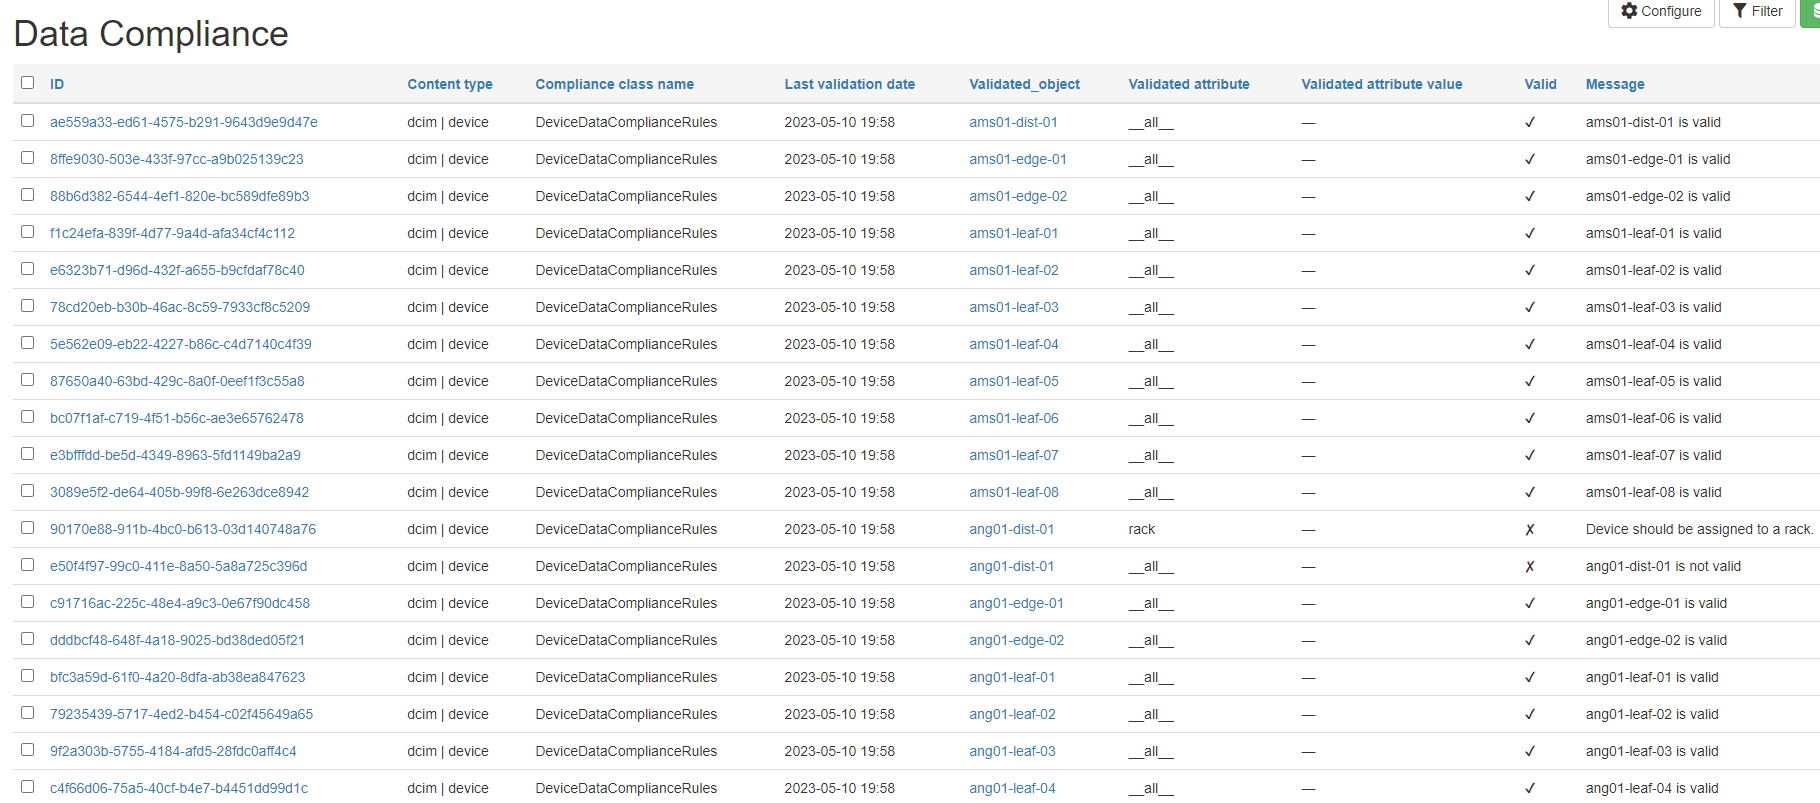 Configure Filter
Data Compliance
ID Content type Compliance class name Last validation date Validated_object Validated attribute Validated attribute value Valid Message
ae559a33-ed61-4575-b291-9643d9e9d47e dcim | device DeviceDataComplianceRules 2023-05-10 19:58 ams01-dist-01 __all__ — ✓ ams01-dist-01 is valid
8ffe9030-503e-433f-97cc-a9b025139c23 dcim | device DeviceDataComplianceRules 2023-05-10 19:58 ams01-edge-01 __all__ — ✓ ams01-edge-01 is valid
88b6d382-6544-4ef1-820e-bc589dfe89b3 dcim | device DeviceDataComplianceRules 2023-05-10 19:58 ams01-edge-02 __all__ — ✓ ams01-edge-02 is valid
f1c24efa-839f-4d77-9a4d-afa34cf4c112 dcim | device DeviceDataComplianceRules 2023-05-10 19:58 ams01-leaf-01 __all__ — ✓ ams01-leaf-01 is valid
e6323b71-d96d-432f-a655-b9cfdaf78c40 dcim | device DeviceDataComplianceRules 2023-05-10 19:58 ams01-leaf-02 __all__ — ✓ ams01-leaf-02 is valid
78cd20eb-b30b-46ac-8c59-7933cf8c5209 dcim | device DeviceDataComplianceRules 2023-05-10 19:58 ams01-leaf-03 __all__ — ✓ ams01-leaf-03 is valid
5e562e09-eb22-4227-b86c-c4d7140c4f39 dcim | device DeviceDataComplianceRules 2023-05-10 19:58 ams01-leaf-04 __all__ — ✓ ams01-leaf-04 is valid
87650a40-63bd-429c-8a0f-0eef1f3c55a8 dcim | device DeviceDataComplianceRules 2023-05-10 19:58 ams01-leaf-05 __all__ — ✓ ams01-leaf-05 is valid
bc07f1af-c719-4f51-b56c-ae3e65762478 dcim | device DeviceDataComplianceRules 2023-05-10 19:58 ams01-leaf-06 __all__ — ✓ ams01-leaf-06 is valid
e3bfffdd-be5d-4349-8963-5fd1149ba2a9 dcim | device DeviceDataComplianceRules 2023-05-10 19:58 ams01-leaf-07 __all__ — ✓ ams01-leaf-07 is valid
3089e5f2-de64-405b-99f8-6e263dce8942 dcim | device DeviceDataComplianceRules 2023-05-10 19:58 ams01-leaf-08 __all__ — ✓ ams01-leaf-08 is valid
90170e88-911b-4bc0-b613-03d140748a76 dcim | device DeviceDataComplianceRules 2023-05-10 19:58 ang01-dist-01 rack — ✗ Device should be assigned to a rack.
e50f4f97-99c0-411e-8a50-5a8a725c396d dcim | device DeviceDataComplianceRules 2023-05-10 19:58 ang01-dist-01 __all__ — ✗ ang01-dist-01 is not valid
c91716ac-225c-48e4-a9c3-0e67f90dc458 dcim | device DeviceDataComplianceRules 2023-05-10 19:58 ang01-edge-01 __all__ — ✓ ang01-edge-01 is valid
dddbcf48-648f-4a18-9025-bd38ded05f21 dcim | device DeviceDataComplianceRules 2023-05-10 19:58 ang01-edge-02 __all__ — ✓ ang01-edge-02 is valid
bfc3a59d-61f0-4a20-8dfa-ab38ea847623 dcim | device DeviceDataComplianceRules 2023-05-10 19:58 ang01-leaf-01 __all__ — ✓ ang01-leaf-01 is valid
79235439-5717-4ed2-b454-c02f45649a65 dcim | device DeviceDataComplianceRules 2023-05-10 19:58 ang01-leaf-02 __all__ — ✓ ang01-leaf-02 is valid
9f2a303b-5755-4184-afd5-28fdc0aff4c4 dcim | device DeviceDataComplianceRules 2023-05-10 19:58 ang01-leaf-03 __all__ — ✓ ang01-leaf-03 is valid
c4f66d06-75a5-40cf-b4e7-b4451dd99d1c dcim | device DeviceDataComplianceRules 2023-05-10 19:58 ang01-leaf-04 __all__ — ✓ ang01-leaf-04 is valid